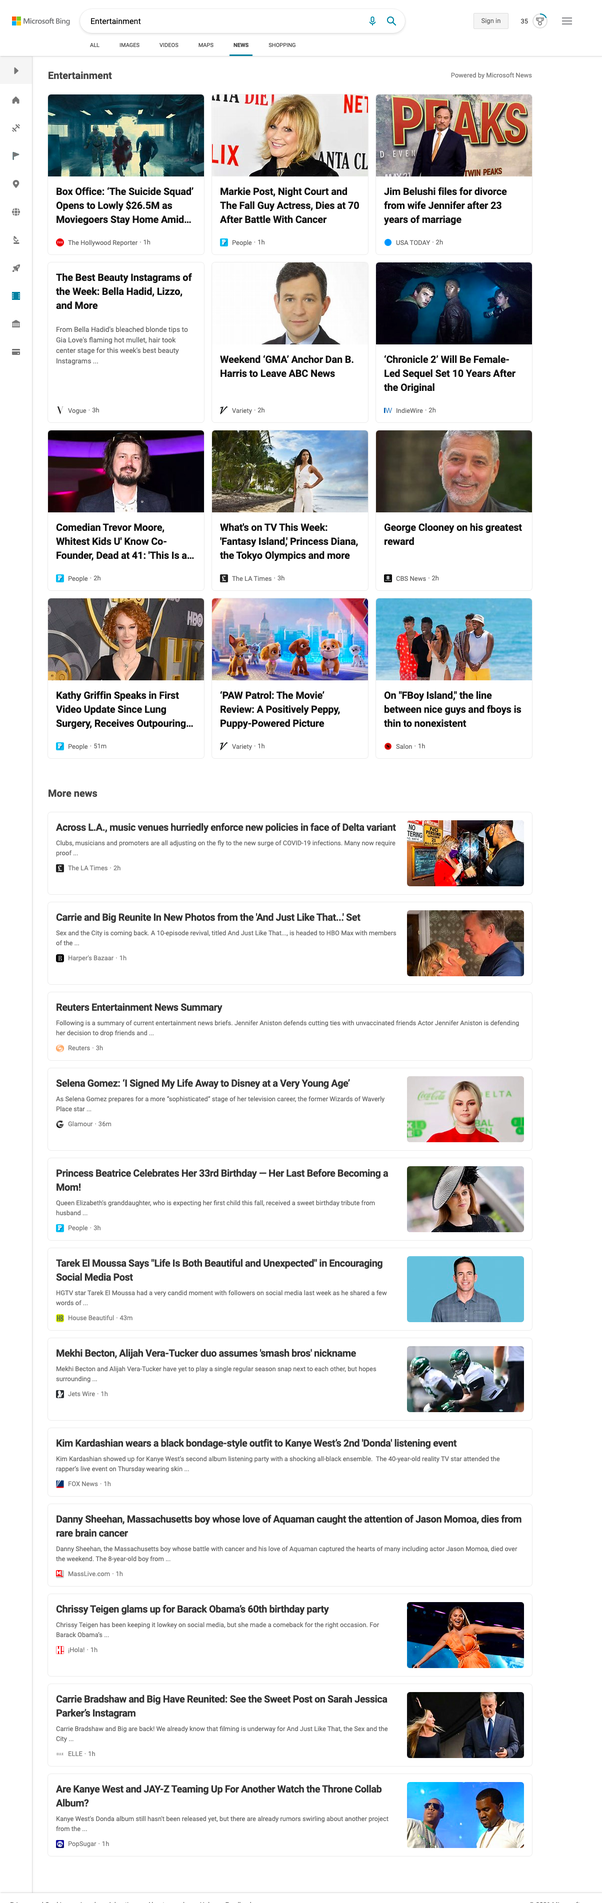 Microsoft Bing
Entertainment
Sign in
35
ALL
IMAGES
VIDEOS
MAPS
NEWS
SHOPPING
Entertainment
Powered by Microsoft News
Box Office: ‘The Suicide Squad’
Opens to Lowly $26.5M as
Moviegoers Stay Home Amid...
The Hollywood Reporter · 1h
NET
LIX
ANTA CL
Markie Post, Night Court and
The Fall Guy Actress, Dies at 70
After Battle With Cancer
People · 1h
PEAKS
D EVEN
TWIN PEAKS
Jim Belushi files for divorce
from wife Jennifer after 23
years of marriage
USA TODAY · 2h
The Best Beauty Instagrams of
the Week: Bella Hadid, Lizzo,
and More
From Bella Hadid's bleached blonde tips to
Gia Love's flaming hot mullet, hair took
center stage for this week's best beauty
Instagrams ...
Vogue · 3h
Weekend ‘GMA’ Anchor Dan B.
Harris to Leave ABC News
Variety · 2h
‘Chronicle 2’ Will Be Female-
Led Sequel Set 10 Years After
the Original
IndieWire · 2h
Comedian Trevor Moore,
Whitest Kids U' Know Co-
Founder, Dead at 41: 'This Is a...
People · 2h
What's on TV This Week:
'Fantasy Island,' Princess Diana,
the Tokyo Olympics and more
The LA Times · 3h
George Clooney on his greatest
reward
CBS News · 2h
HBO
Kathy Griffin Speaks in First
Video Update Since Lung
Surgery, Receives Outpouring...
People · 51m
‘PAW Patrol: The Movie’
Review: A Positively Peppy,
Puppy-Powered Picture
Variety · 1h
On "FBoy Island," the line
between nice guys and fboys is
thin to nonexistent
Salon · 1h
More news
Across L.A., music venues hurriedly enforce new policies in face of Delta variant
Clubs, musicians and promoters are all adjusting on the fly to the new surge of COVID-19 infections. Many now require
proof ...
The LA Times · 2h
Carrie and Big Reunite In New Photos from the 'And Just Like That...' Set
Sex and the City is coming back. A 10-episode revival, titled And Just Like That..., is headed to HBO Max with members
of the ...
Harper's Bazaar · 1h
Reuters Entertainment News Summary
Following is a summary of current entertainment news briefs. Jennifer Aniston defends cutting ties with unvaccinated friends Actor Jennifer Aniston is defending
her decision to drop friends and ...
Reuters · 3h
Selena Gomez: ‘I Signed My Life Away to Disney at a Very Young Age’
As Selena Gomez prepares for a more “sophisticated” stage of her television career, the former Wizards of Waverly
Place star ...
Glamour · 36m
Coca-Cola
DELTA
Princess Beatrice Celebrates Her 33rd Birthday — Her Last Before Becoming a
Mom!
Queen Elizabeth's granddaughter, who is expecting her first child this fall, received a sweet birthday tribute from
husband ...
People · 3h
Tarek El Moussa Says "Life Is Both Beautiful and Unexpected" in Encouraging
Social Media Post
HGTV star Tarek El Moussa had a very candid moment with followers on social media last week as he shared a few
words of ...
House Beautiful · 43m
Mekhi Becton, Alijah Vera-Tucker duo assumes 'smash bros' nickname
Mekhi Becton and Alijah Vera-Tucker have yet to play a single regular season snap next to each other, but hopes
surrounding ...
Jets Wire · 1h
Kim Kardashian wears a black bondage-style outfit to Kanye West's 2nd 'Donda' listening event
Kim Kardashian showed up for Kanye West's second album listening party with a shocking all-black ensemble. The 40-year-old reality TV star attended the
rapper's live event on Thursday wearing skin ...
FOX News · 1h
Danny Sheehan, Massachusetts boy whose love of Aquaman caught the attention of Jason Momoa, dies from
rare brain cancer
Danny Sheehan, the Massachusetts boy whose battle with cancer and his love of Aquaman captured the hearts of many including actor Jason Momoa, died over
the weekend. The 8-year-old boy from ...
MassLive.com · 1h
Chrissy Teigen glams up for Barack Obama’s 60th birthday party
Chrissy Teigen has been keeping it lowkey on social media, but she made a comeback for the right occasion. For
Barack Obama's ...
¡Hola! · 1h
Carrie Bradshaw and Big Have Reunited: See the Sweet Post on Sarah Jessica
Parker’s Instagram
Carrie Bradshaw and Big are back! We already know that filming is underway for And Just Like That, the Sex and the
City ...
ELLE · 1h
Are Kanye West and JAY-Z Teaming Up For Another Watch the Throne Collab
Album?
Kanye West's Donda album still hasn't been released yet, but there are already rumors swirling about another project
from the ...
PopSugar · 1h